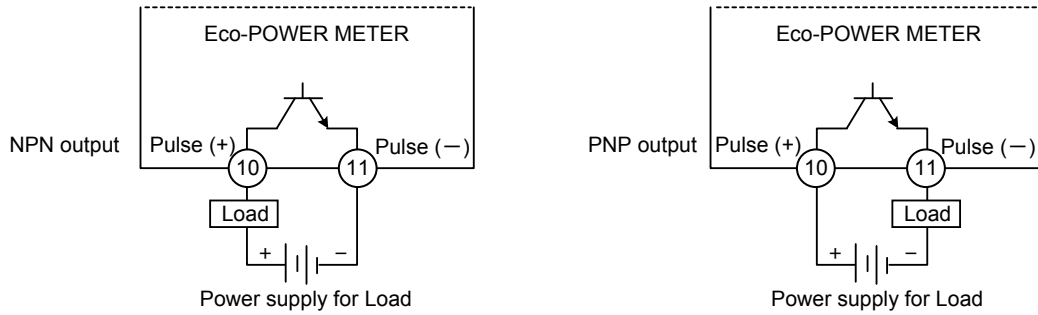 Eco-POWER METER
NPN output
Pulse (+)
Pulse (－)
10
11
Load
+
－
Power supply for Load
Eco-POWER METER
PNP output
Pulse (+)
Pulse (－)
10
11
Load
+
－
Power supply for Load